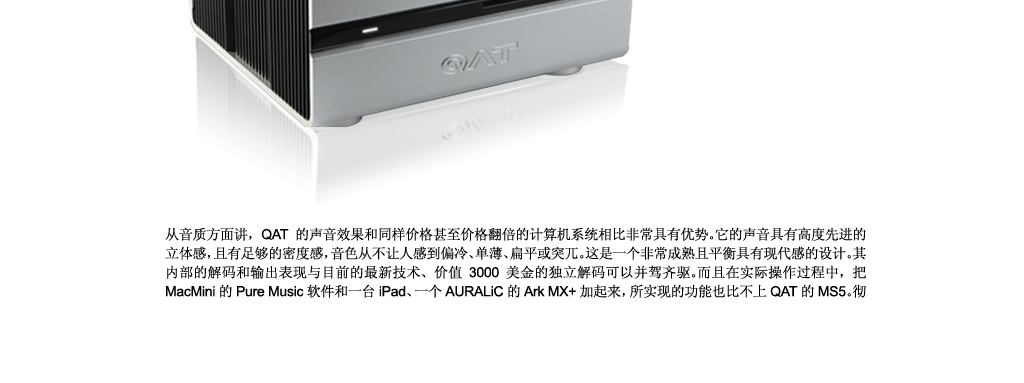 QAT
从音质方面讲，QAT 的声音效果和同样价格甚至价格翻倍的计算机系统相比非常具有优势。它的声音具有高度先进的
立体感，且有足够的密度感，音色从不让人感到偏冷、单薄、扁平或突兀。这是一个非常成熟且平衡具有现代感的设计。其
内部的解码和输出表现与目前的最新技术、价值 3000 美金的独立解码可以并驾齐驱。而且在实际操作过程中，把
MacMini 的 Pure Music 软件和一台 iPad、一个 AURALiC 的 Ark MX+ 加起来，所实现的功能也比不上 QAT 的 MS5。彻